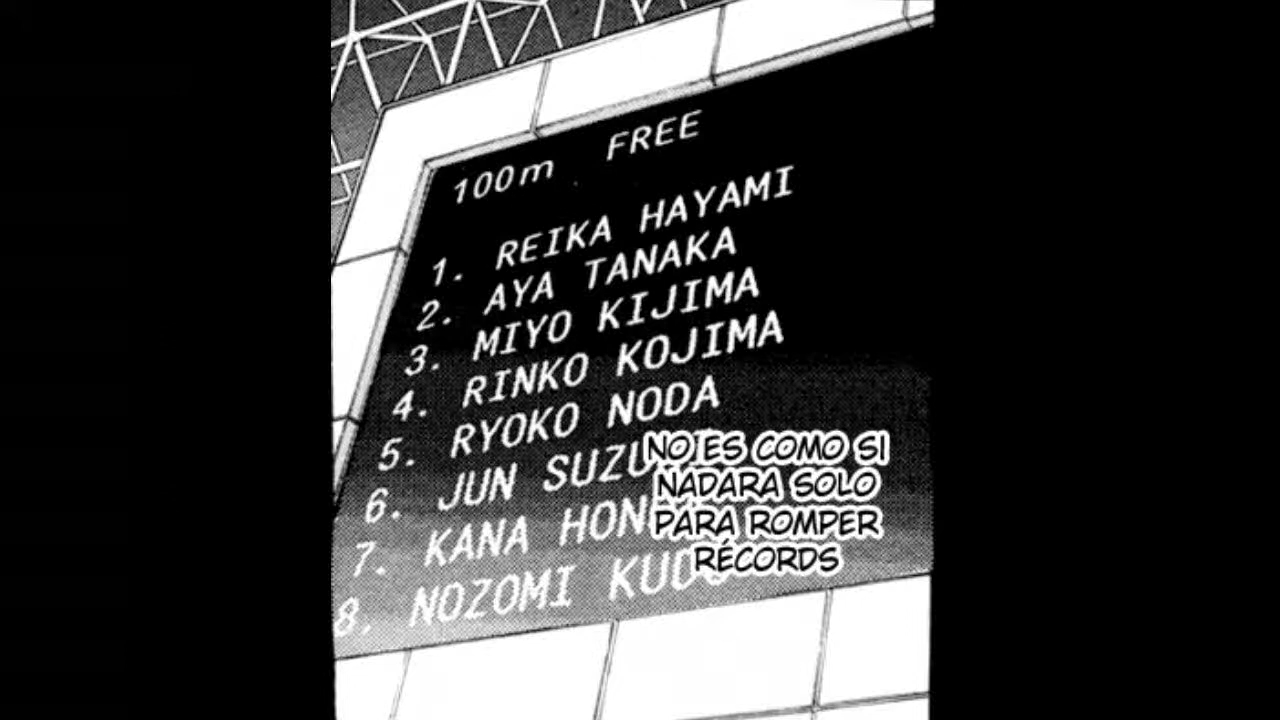 100m FREE
1. REIKA HAYAMI
2. AYA TANAKA
3. MIYO KIJIMA
4. RINKO KOJIMA
5. RYOKO NODA
6. JUN
7. KANA
8. NOZOMI KUDO
NO ES COMO SI
NADARA SOLO
PARA ROMPER
RÉCORDS